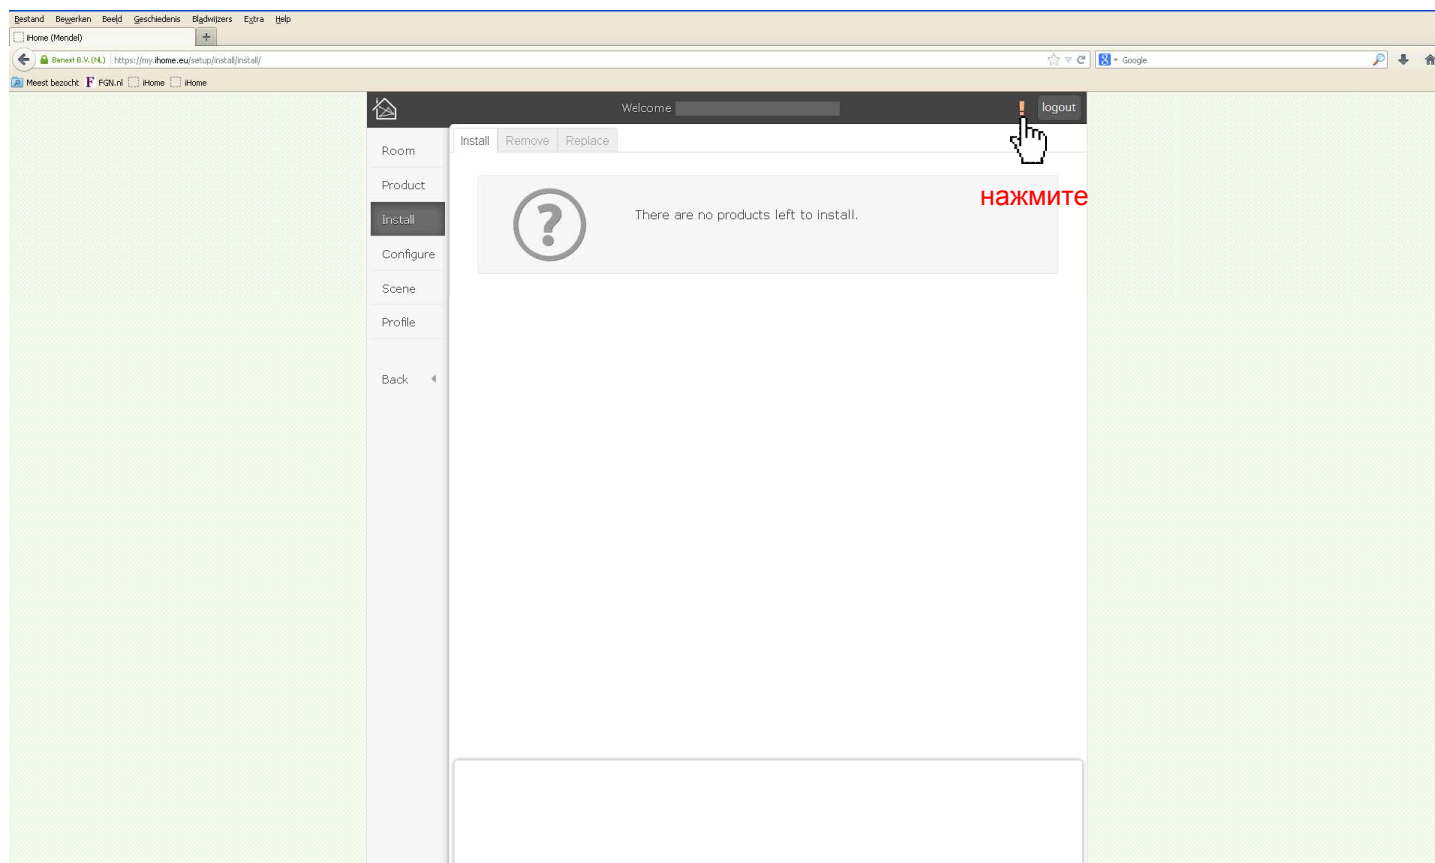 Bestand Bewerken Beeld Geschiedenis Bladwijzers Extra Help
iHome (Mendel) +
Benext B.V. (NL) https://my.ihome.eu/setup/install/install/ Google
Meest bezocht F FGN.nl iHome iHome
Welcome ! logout
Install Remove Replace
Room
нажмите
Product
There are no products left to install.
?
Install
Configure
Scene
Profile
Back